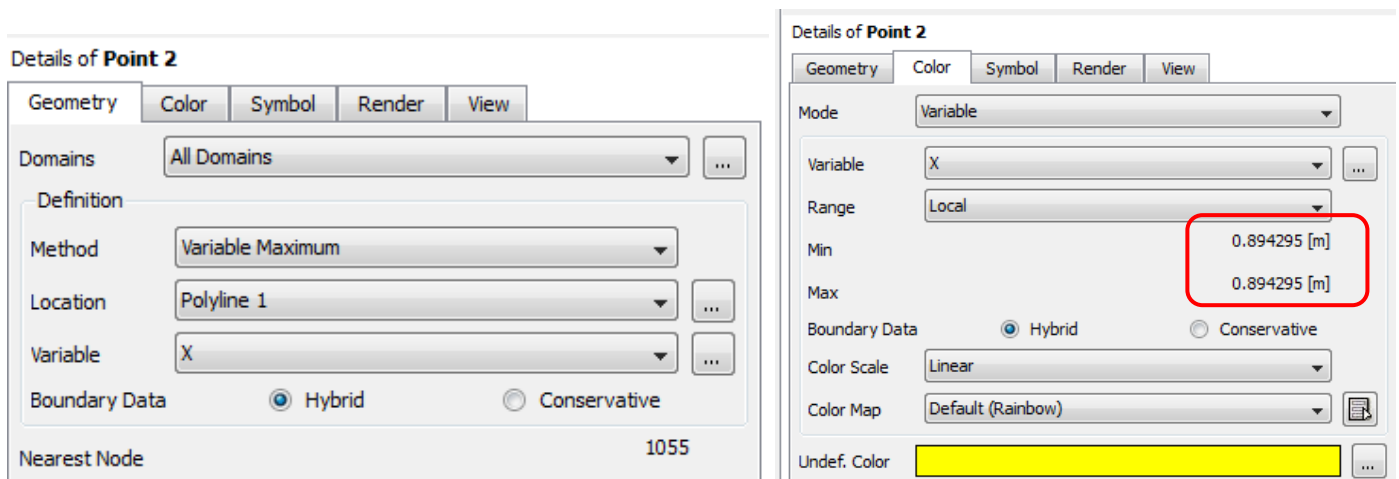 Details of Point 2
Geometry Color Symbol Render View
Domains All Domains ...
Definition
Method Variable Maximum
Location Polyline 1 ...
Variable X ...
Boundary Data Hybrid Conservative
Nearest Node 1055
Details of Point 2
Geometry Color Symbol Render View
Mode Variable
Variable X ...
Range Local
Min 0.894295 [m]
Max 0.894295 [m]
Boundary Data Hybrid Conservative
Color Scale Linear
Color Map Default (Rainbow)
Undef. Color ...